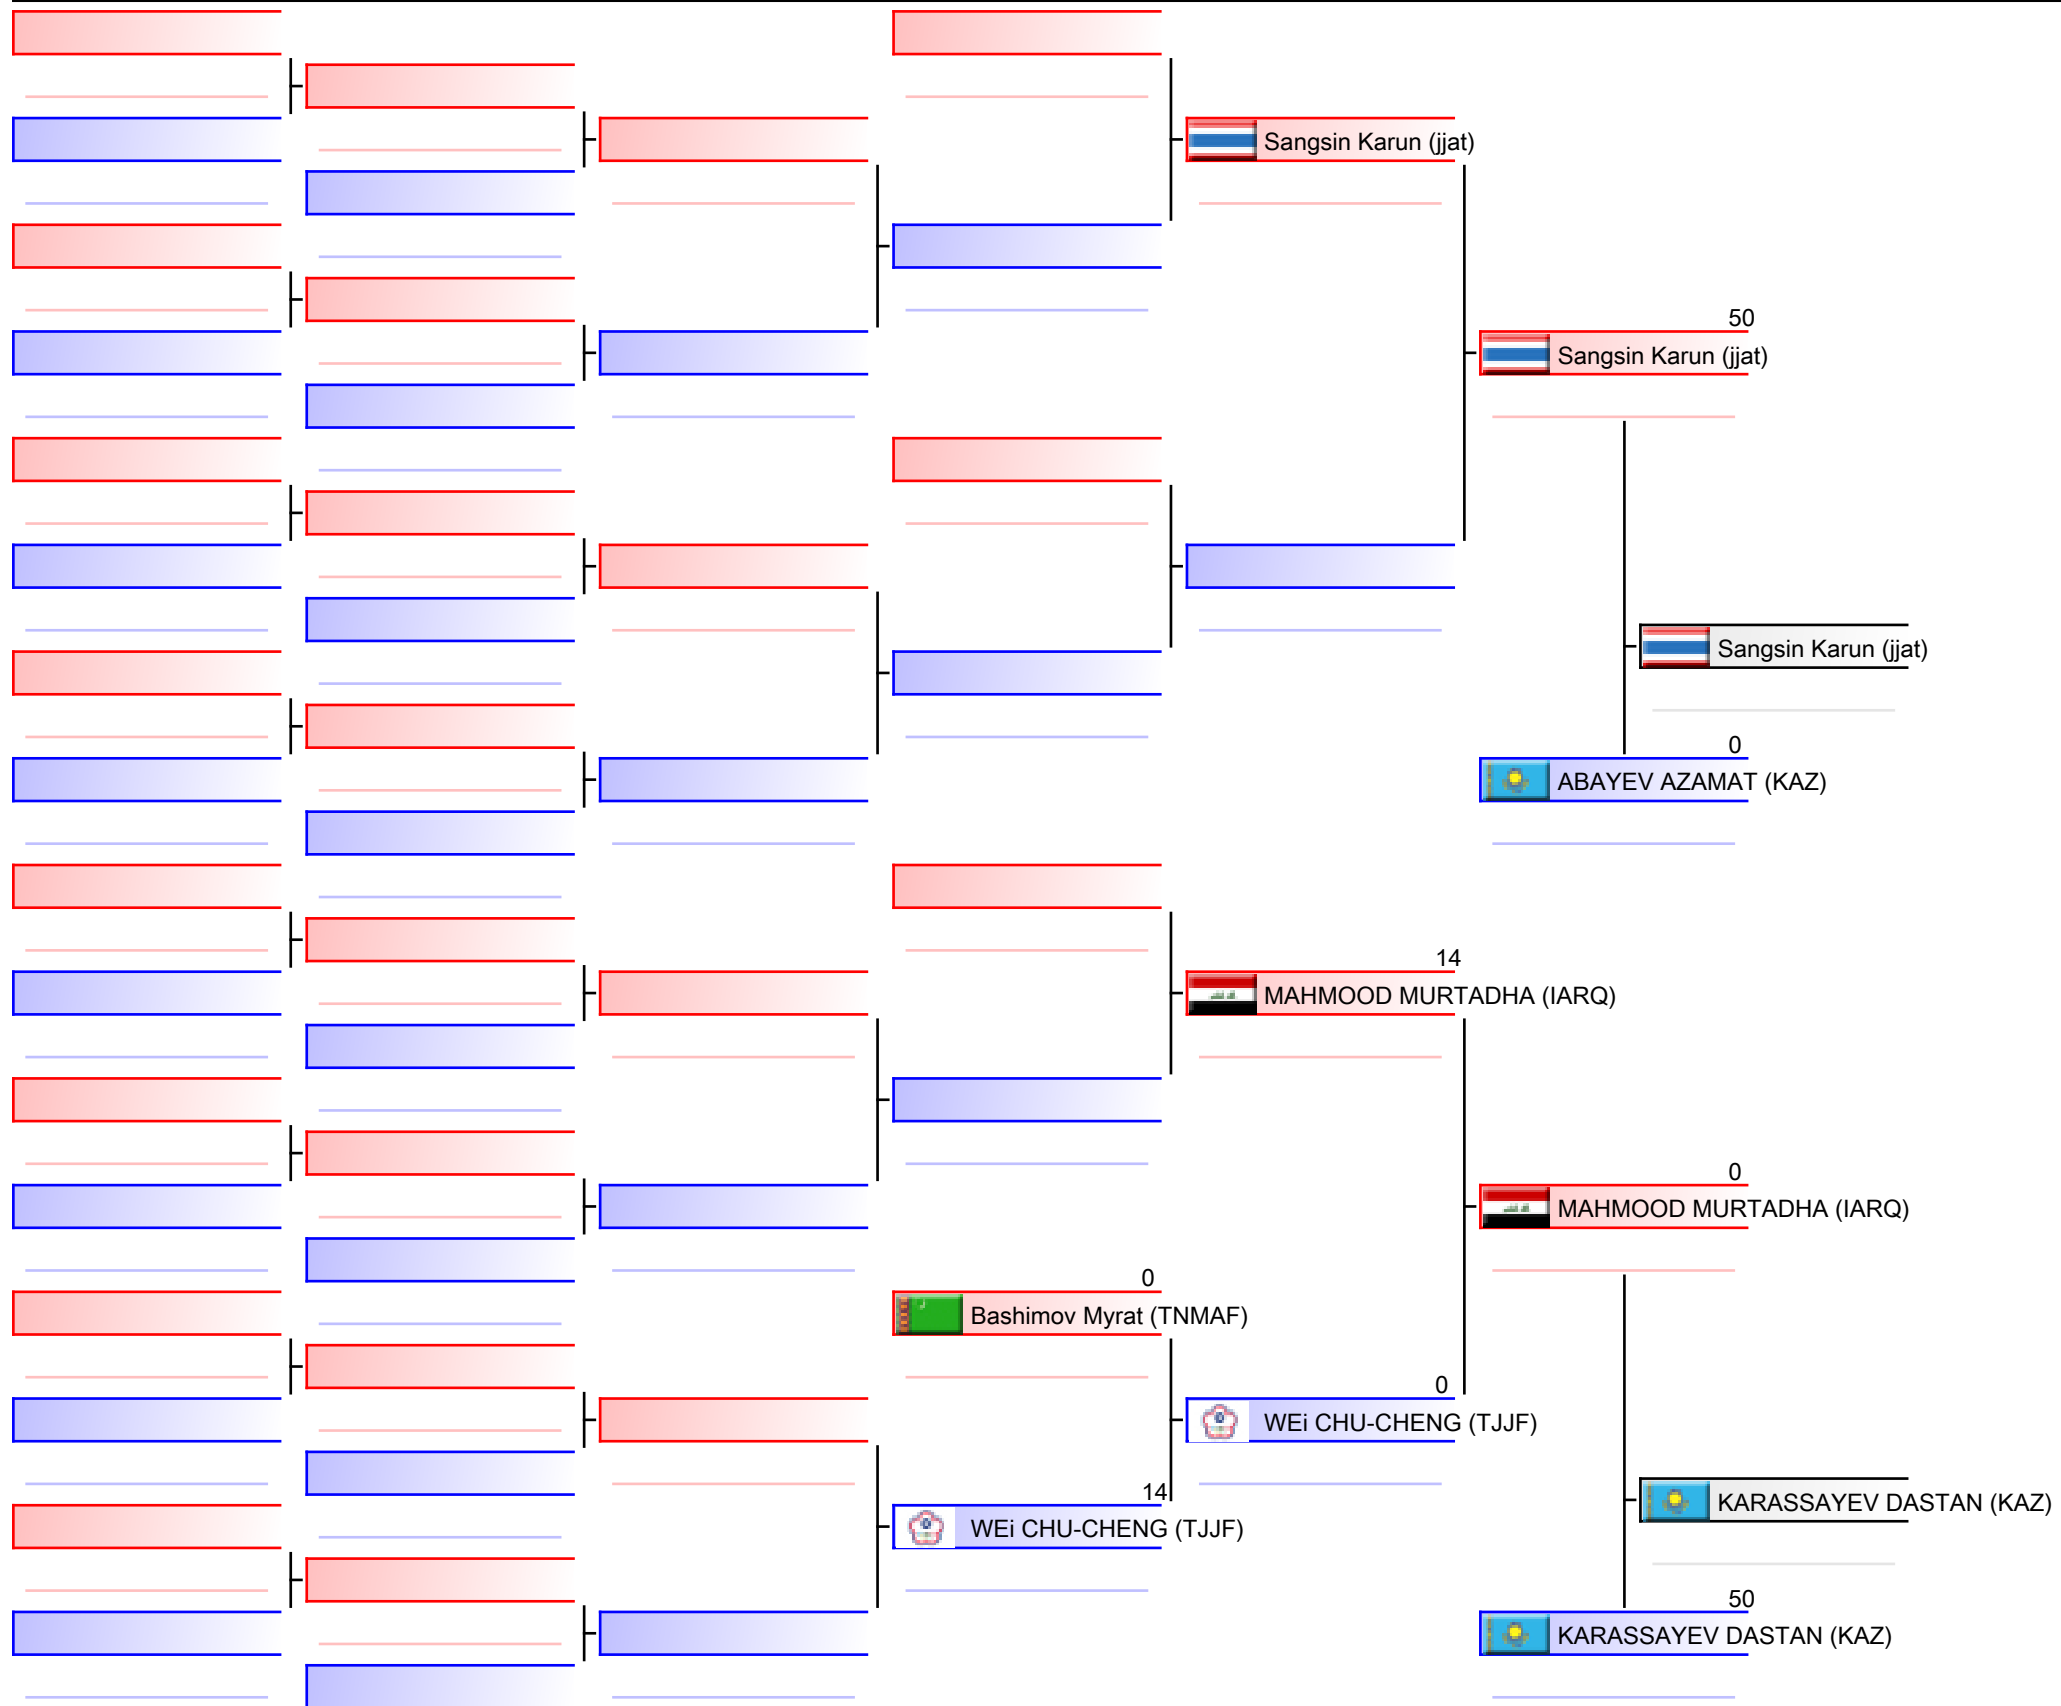 Sangsin Karun (jjat)
50
Sangsin Karun (jjat)
Sangsin Karun (jjat)
0
ABAYEV AZAMAT (KAZ)
14
MAHMOOD MURTADHA (IARQ)
0
MAHMOOD MURTADHA (IARQ)
0
Bashimov Myrat (TNMAF)
0
WEi CHU-CHENG (TJJF)
14
WEi CHU-CHENG (TJJF)
KARASSAYEV DASTAN (KAZ)
50
KARASSAYEV DASTAN (KAZ)